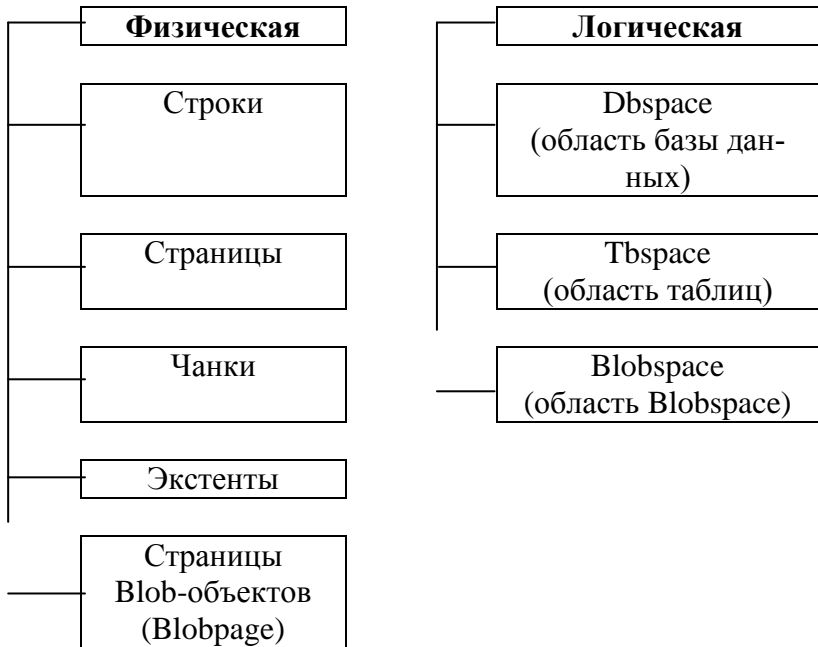 Физическая
Строки
Страницы
Чанки
Экстенты
Страницы
Blob-объектов
(Blobpage)
Логическая
Dbspace
(область базы дан-
ных)
Tbspace
(область таблиц)
Blobspace
(область Blobspace)